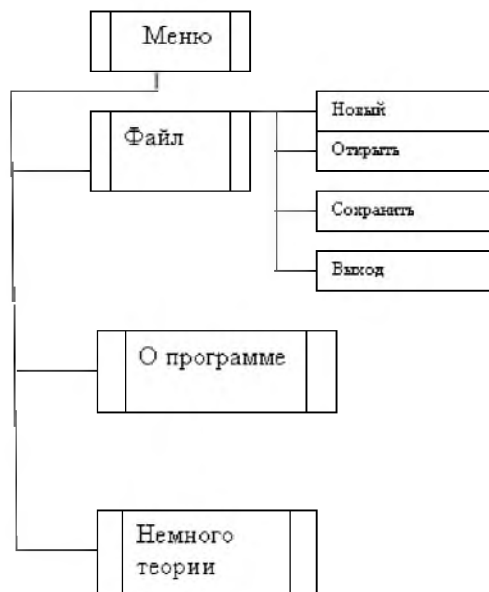 Меню
Файл
Новый
Открыть
Сохранить
Выход
О программе
Немного
теории